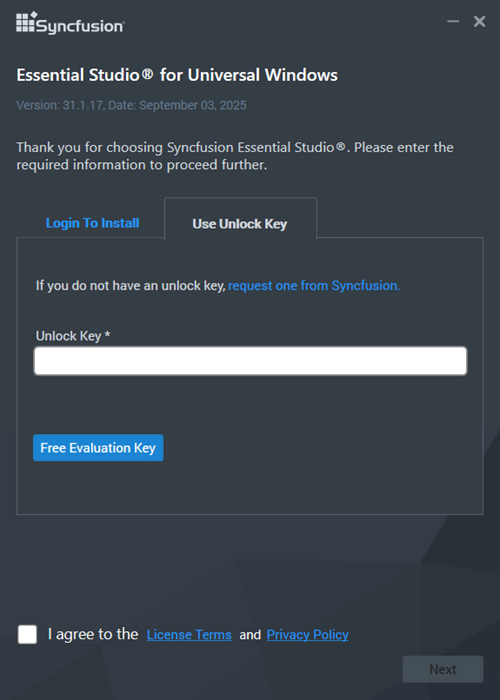 Syncfusion®
Essential Studio® for Universal Windows
Version: 31.1.17, Date: September 03, 2025
Thank you for choosing Syncfusion Essential Studio®. Please enter the
required information to proceed further.
Login To Install
Use Unlock Key
If you do not have an unlock key, request one from Syncfusion.
Unlock Key *
Free Evaluation Key
I agree to the License Terms and Privacy Policy
Next